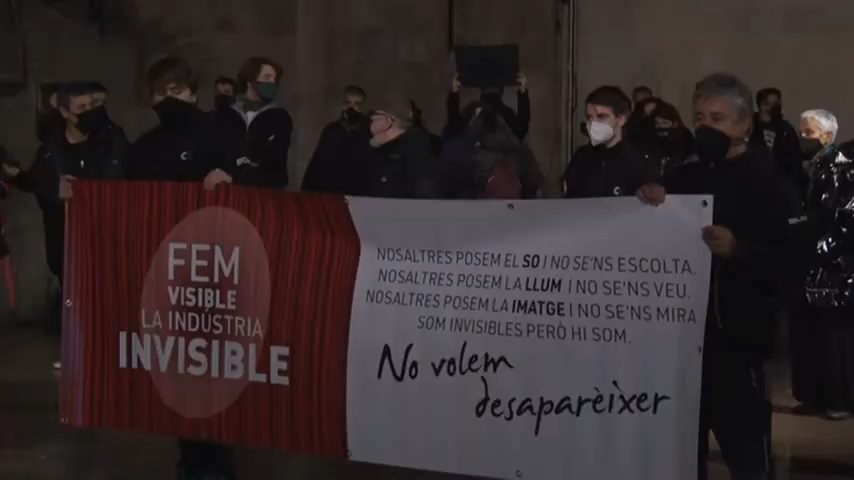 FEM
VISIBLE
LA INDÚSTRIA
INVISIBLE
NOSALTRES POSEM EL SO I NO SE'NS ESCOLTA.
NOSALTRES POSEM LA LLUM I NO SE'NS VEU.
NOSALTRES POSEM LA IMATGE I NO SE'NS MIRA
SOM INVISIBLES PERÒ HI SOM.
No volem
desaparèixer